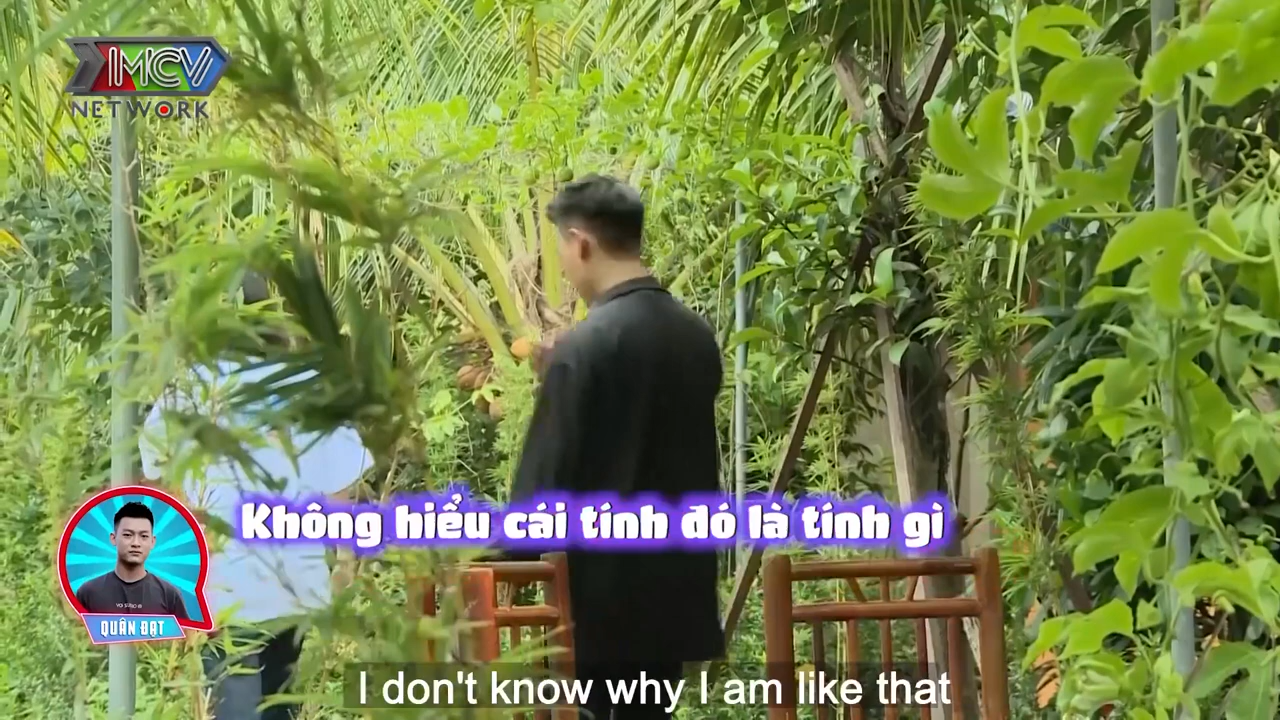 MCV
NETWORK
Không hiểu cái tính đó là tính gì
QUÂN ĐẠT
I don't know why I am like that